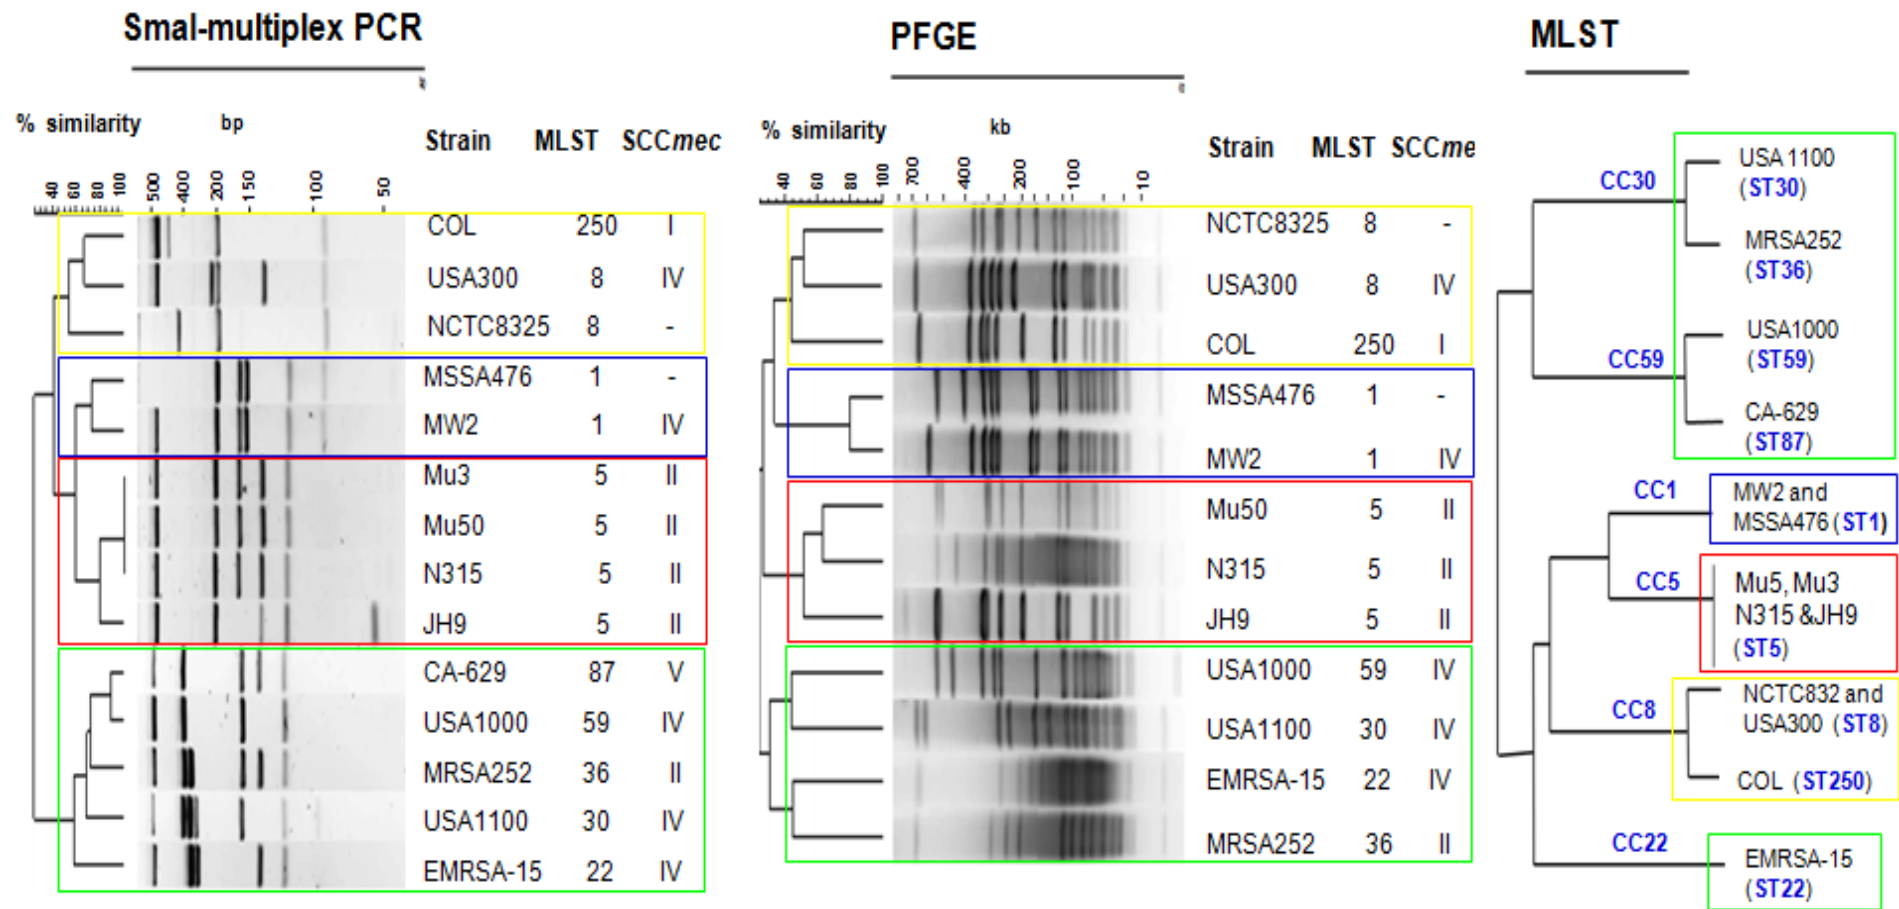 SmaI-multiplex PCR
% similarity
bp
Strain MLST SCCmec
40 60 80 100
500 400 200 150 100 50
COL 250 I
USA300 8 IV
NCTC8325 8 -
MSSA476 1 -
MW2 1 IV
Mu3 5 II
Mu50 5 II
N315 5 II
JH9 5 II
CA-629 87 V
USA1000 59 IV
MRSA252 36 II
USA1100 30 IV
EMRSA-15 22 IV
PFGE
% similarity
kb
Strain MLST SCCme
40 60 80 100
700 400 200 100 10
NCTC8325 8 -
USA300 8 IV
COL 250 I
MSSA476 1 -
MW2 1 IV
Mu50 5 II
N315 5 II
JH9 5 II
USA1000 59 IV
USA1100 30 IV
EMRSA-15 22 IV
MRSA252 36 II
MLST
CC30
USA1100
(ST30)
MRSA252
(ST36)
CC59
USA1000
(ST59)
CA-629
(ST87)
CC1
MW2 and
MSSA476 (ST1)
CC5
Mu5, Mu3
N315 &JH9
(ST5)
CC8
NCTC832 and
USA300 (ST8)
COL (ST250)
CC22
EMRSA-15
(ST22)